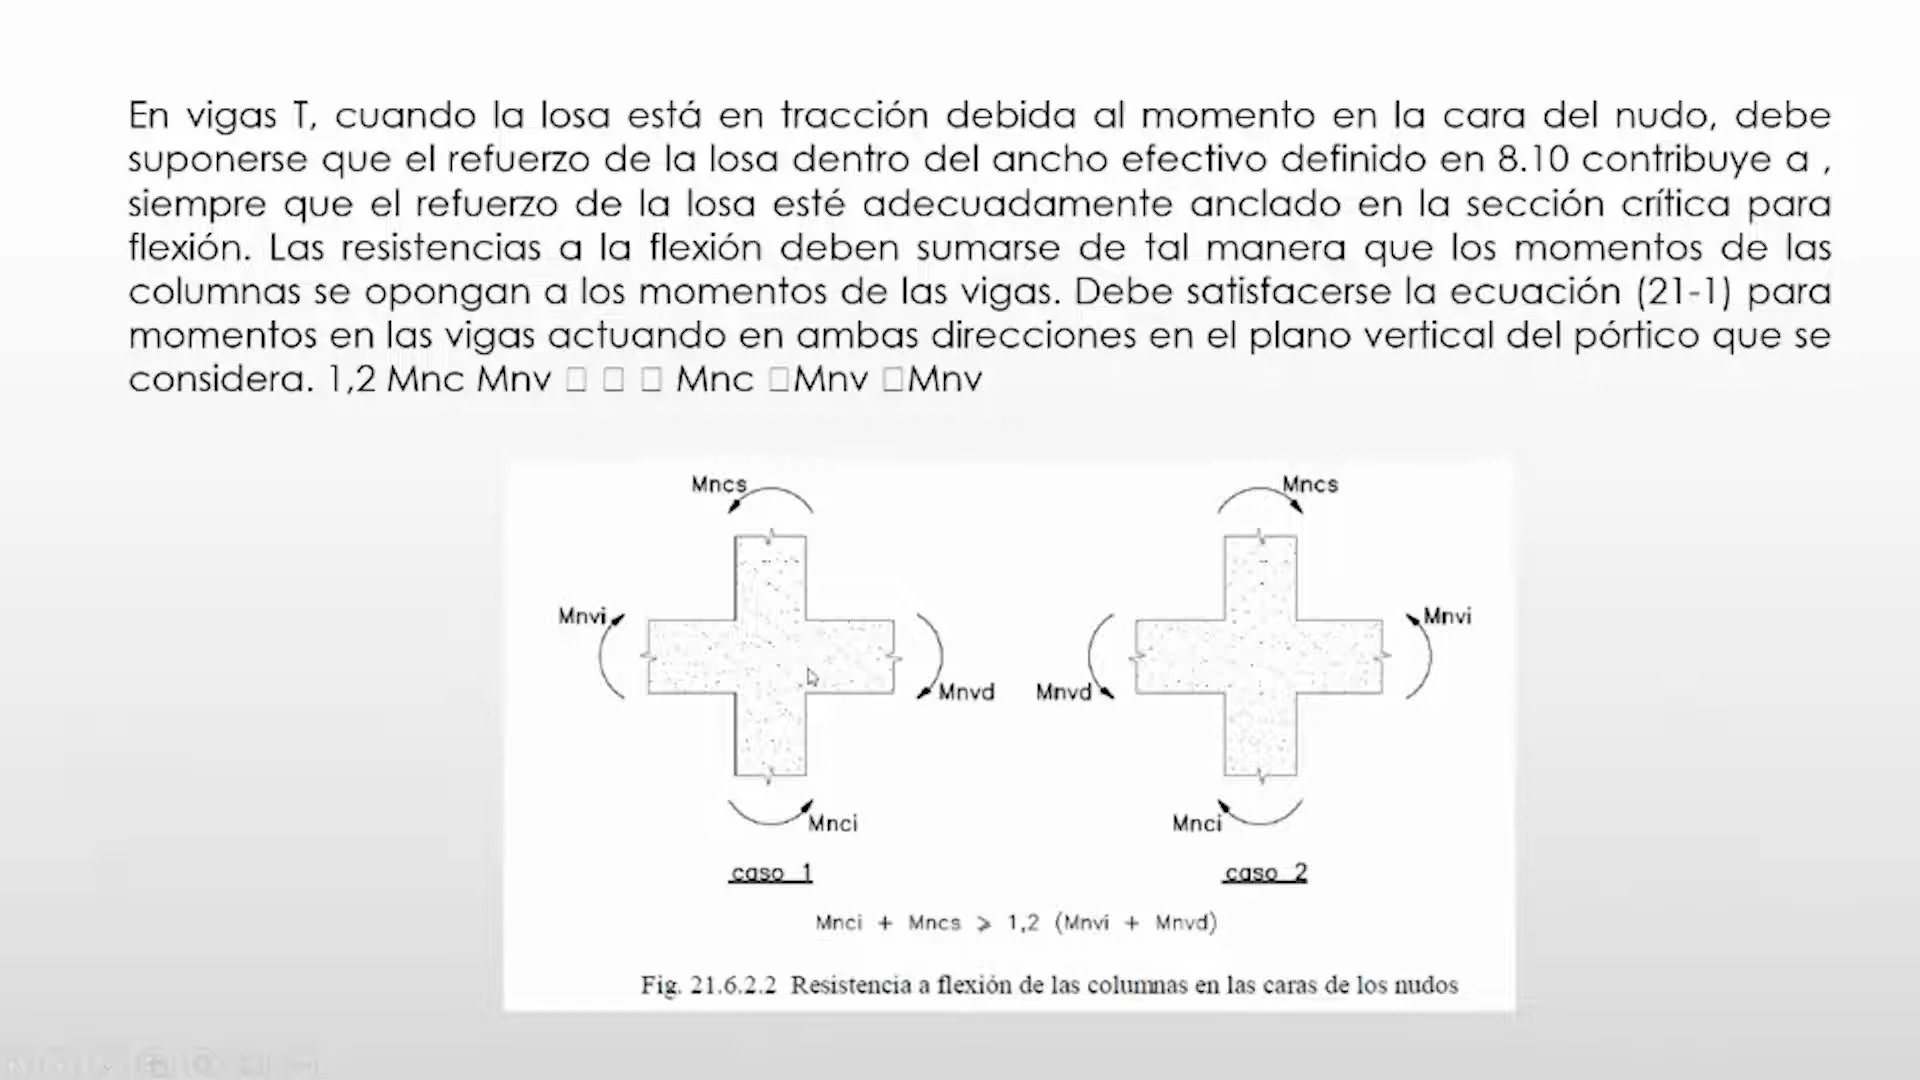 En vigas T, cuando la losa está en tracción debida al momento en la cara del nudo, debe
suponerse que el refuerzo de la losa dentro del ancho efectivo definido en 8.10 contribuye a ,
siempre que el refuerzo de la losa esté adecuadamente anclado en la sección crítica para
flexión. Las resistencias a la flexión deben sumarse de tal manera que los momentos de las
columnas se opongan a los momentos de las vigas. Debe satisfacerse la ecuación (21-1) para
momentos en las vigas actuando en ambas direcciones en el plano vertical del pórtico que se
considera. 1,2 Mnc Mnv □ □ □ Mnc □Mnv □Mnv
Mncs
Mnvi
Mnvd
Mnci
caso 1
Mncs
Mnvi
Mnvd
Mnci
caso 2
Mnci + Mncs ⩾ 1,2 (Mnvi + Mnvd)
Fig. 21.6.2.2 Resistencia a flexión de las columnas en las caras de los nudos